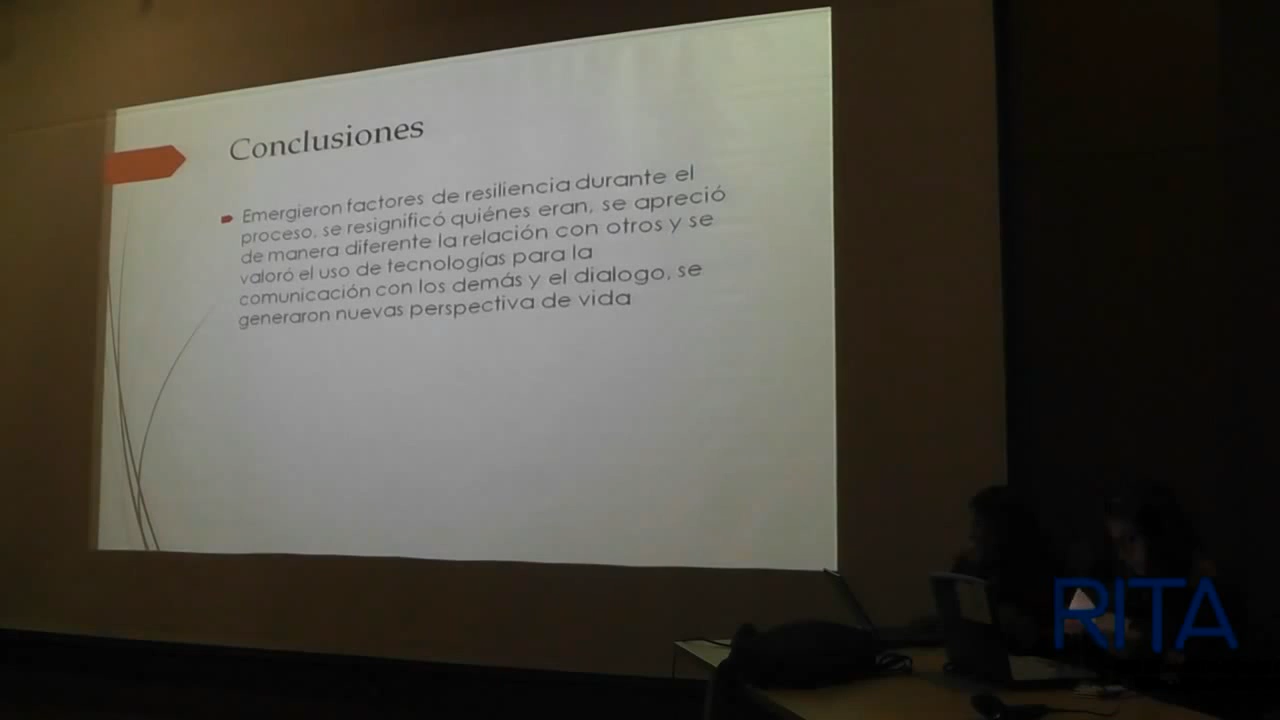 Conclusiones
Emergieron factores de resiliencia durante el
proceso, se resignificó quiénes eran, se apreció
de manera diferente la relación con otros y se
valoró el uso de tecnologías para la
comunicación con los demás y el dialogo, se
generaron nuevas perspectiva de vida
RITA